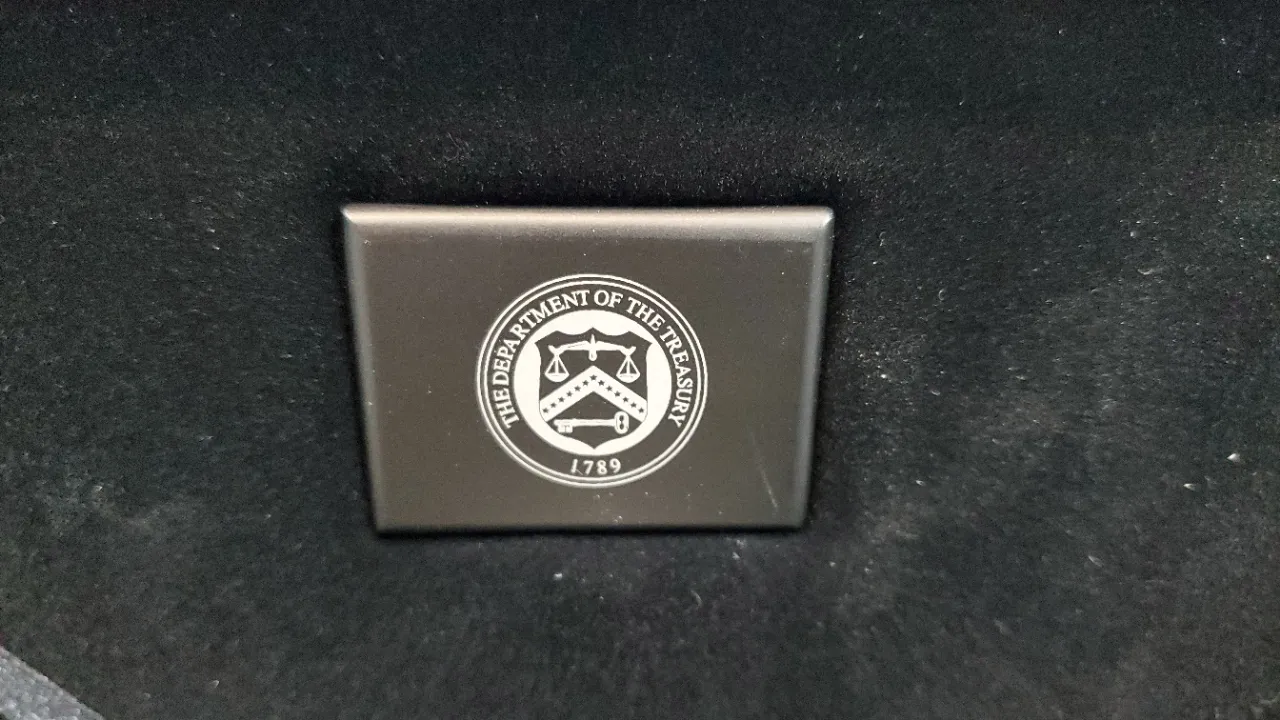 THE DEPARTMENT OF THE TREASURY
1789